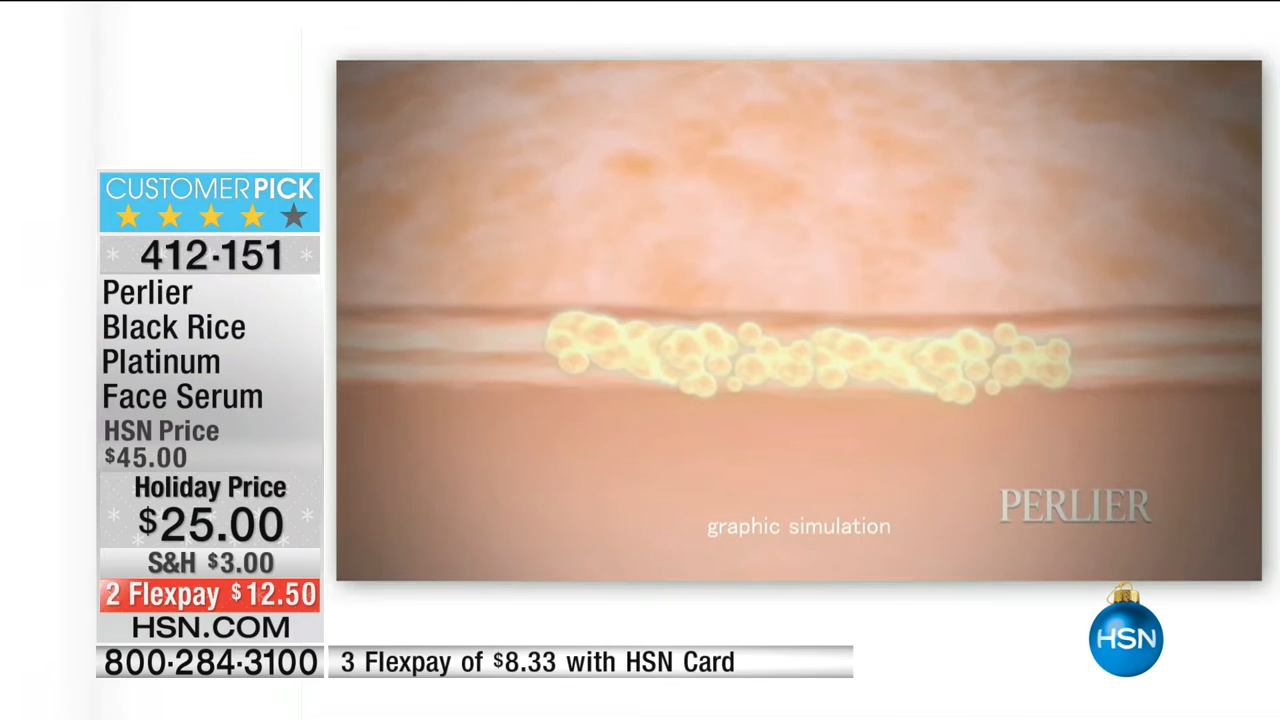 CUSTOMERPICK
412·151
Perlier
Black Rice
Platinum
Face Serum
HSN Price
$45.00
Holiday Price
$25.00
S&H $3.00
2 Flexpay $12.50
HSN.COM
800·284·3100
3 Flexpay of $8.33 with HSN Card
graphic simulation
PERLIER
HSN